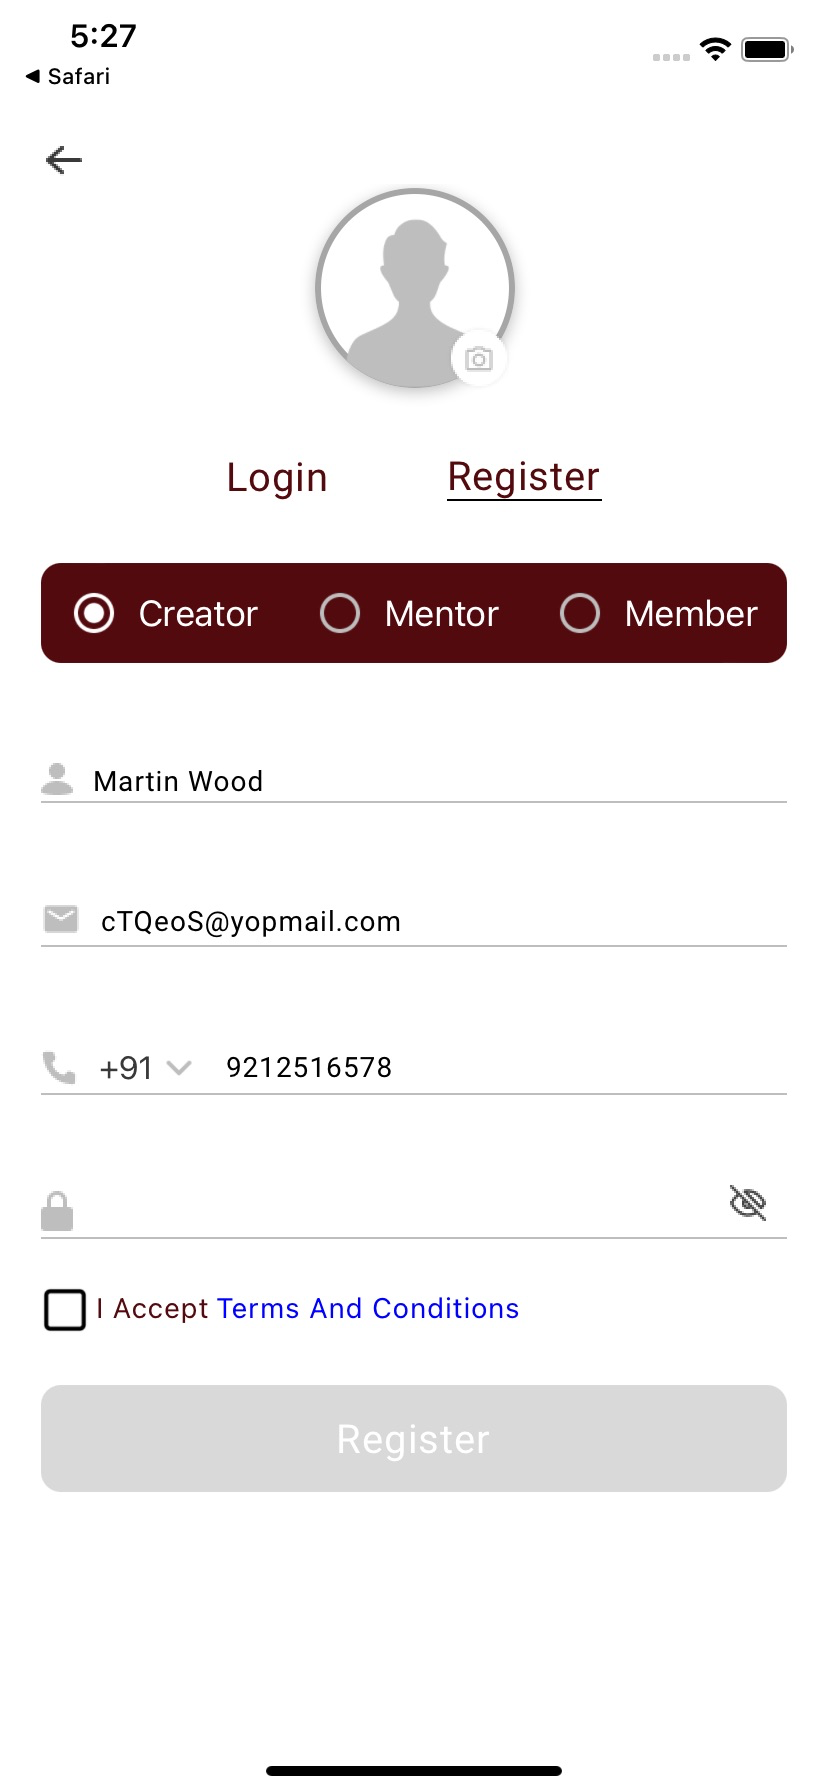 5:27
◀ Safari
Login Register
Creator Mentor Member
Martin Wood
cTQeoS@yopmail.com
+91 9212516578
I Accept Terms And Conditions
Register